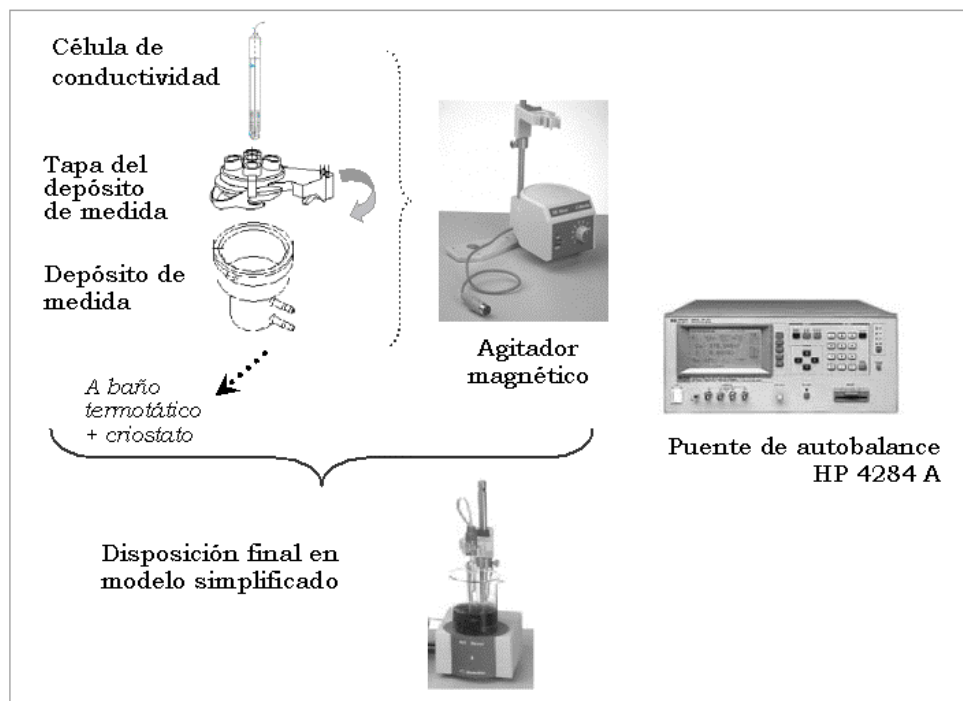 Célula de
conductividad
Tapa del
depósito
de medida
Depósito de
medida
A baño
termotático
+ criostato
Agitador
magnético
Puente de autobalance
HP 4284 A
Disposición final en
modelo simplificado